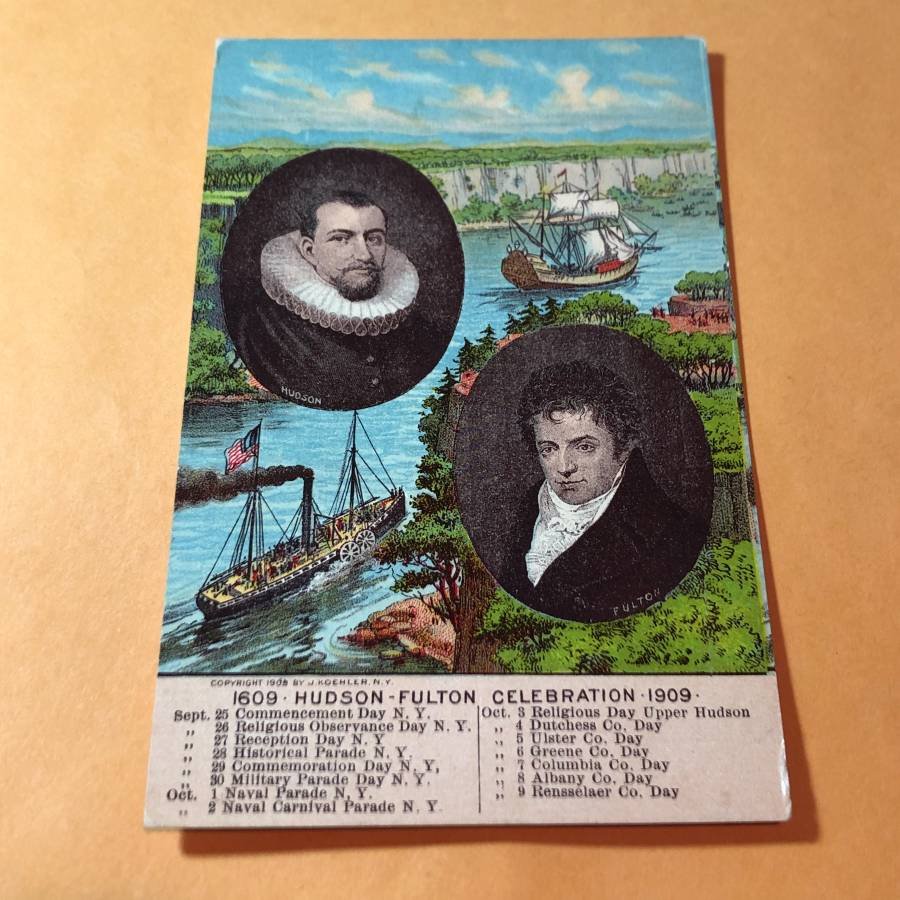 HUDSON
FULTON
COPYRIGHT 1909 BY J. KOEHLER, N.Y.
1609 · HUDSON-FULTON CELEBRATION · 1909 ·
Sept. 25 Commencement Day N. Y.
„ 26 Religious Observance Day N. Y.
„ 27 Reception Day N. Y
„ 28 Historical Parade N. Y.
„ 29 Commemoration Day N. Y,
„ 30 Military Parade Day N. Y.
Oct. 1 Naval Parade N. Y.
„ 2 Naval Carnival Parade N. Y.
Oct. 3 Religious Day Upper Hudson
„ 4 Dutchess Co. Day
„ 5 Ulster Co. Day
„ 6 Greene Co. Day
„ 7 Columbia Co. Day
„ 8 Albany Co. Day
„ 9 Rensselaer Co. Day